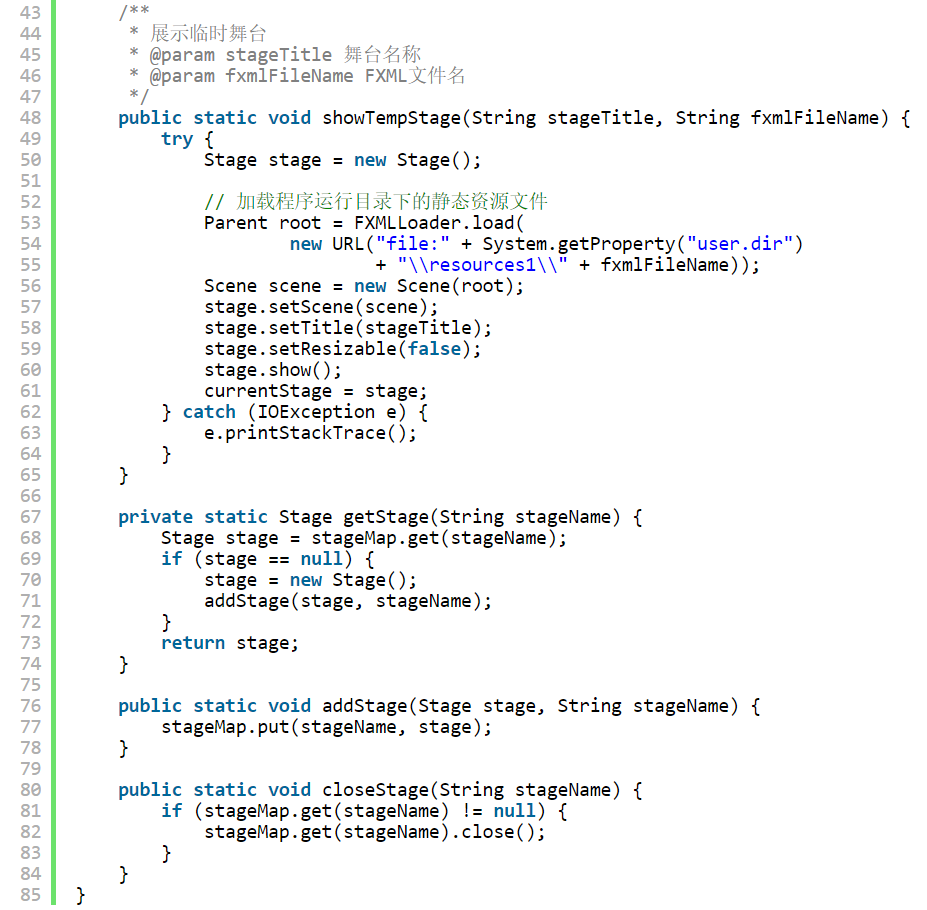 43 /**
44  * 展示临时舞台
45  * @param stageTitle 舞台名称
46  * @param fxmlFileName FXML文件名
47  */
48 public static void showTempStage(String stageTitle, String fxmlFileName) {
49     try {
50         Stage stage = new Stage();
51
52         // 加载程序运行目录下的静态资源文件
53         Parent root = FXMLLoader.load(
54                 new URL("file:" + System.getProperty("user.dir")
55                         + "\\resources1\\" + fxmlFileName));
56         Scene scene = new Scene(root);
57         stage.setScene(scene);
58         stage.setTitle(stageTitle);
59         stage.setResizable(false);
60         stage.show();
61         currentStage = stage;
62     } catch (IOException e) {
63         e.printStackTrace();
64     }
65 }
66
67 private static Stage getStage(String stageName) {
68     Stage stage = stageMap.get(stageName);
69     if (stage == null) {
70         stage = new Stage();
71         addStage(stage, stageName);
72     }
73     return stage;
74 }
75
76 public static void addStage(Stage stage, String stageName) {
77     stageMap.put(stageName, stage);
78 }
79
80 public static void closeStage(String stageName) {
81     if (stageMap.get(stageName) != null) {
82         stageMap.get(stageName).close();
83     }
84 }
85 }